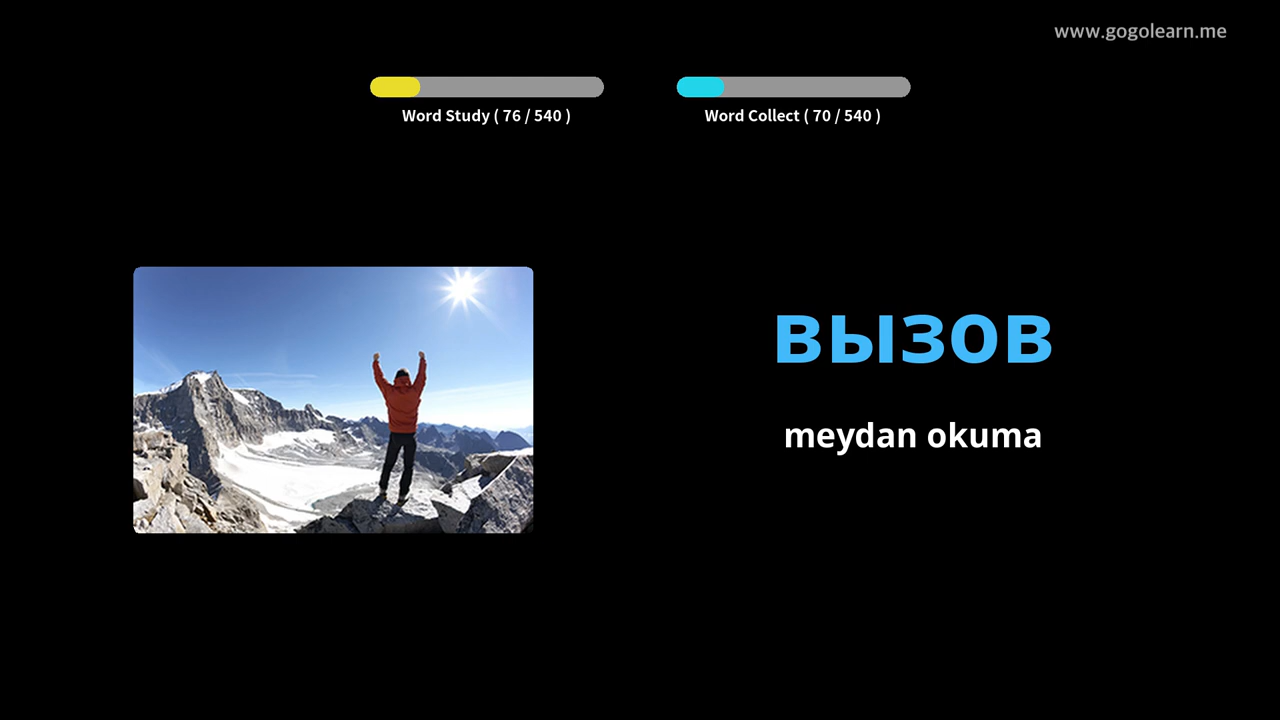 www.gogolearn.me
Word Study ( 76 / 540 )
Word Collect ( 70 / 540 )
вызов
meydan okuma